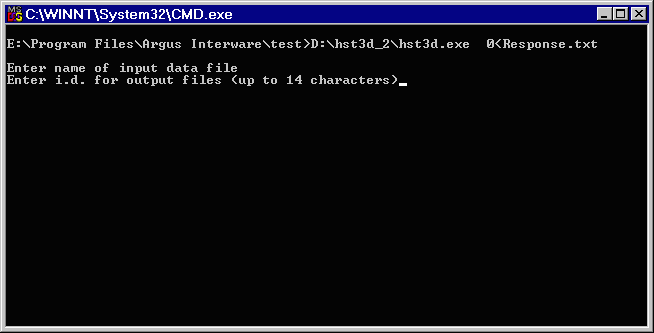 C:\WINNT\System32\CMD.exe
E:\Program Files\Argus Interware\test>D:\hst3d_2\hst3d.exe  0<Response.txt
Enter name of input data file
Enter i.d. for output files (up to 14 characters)